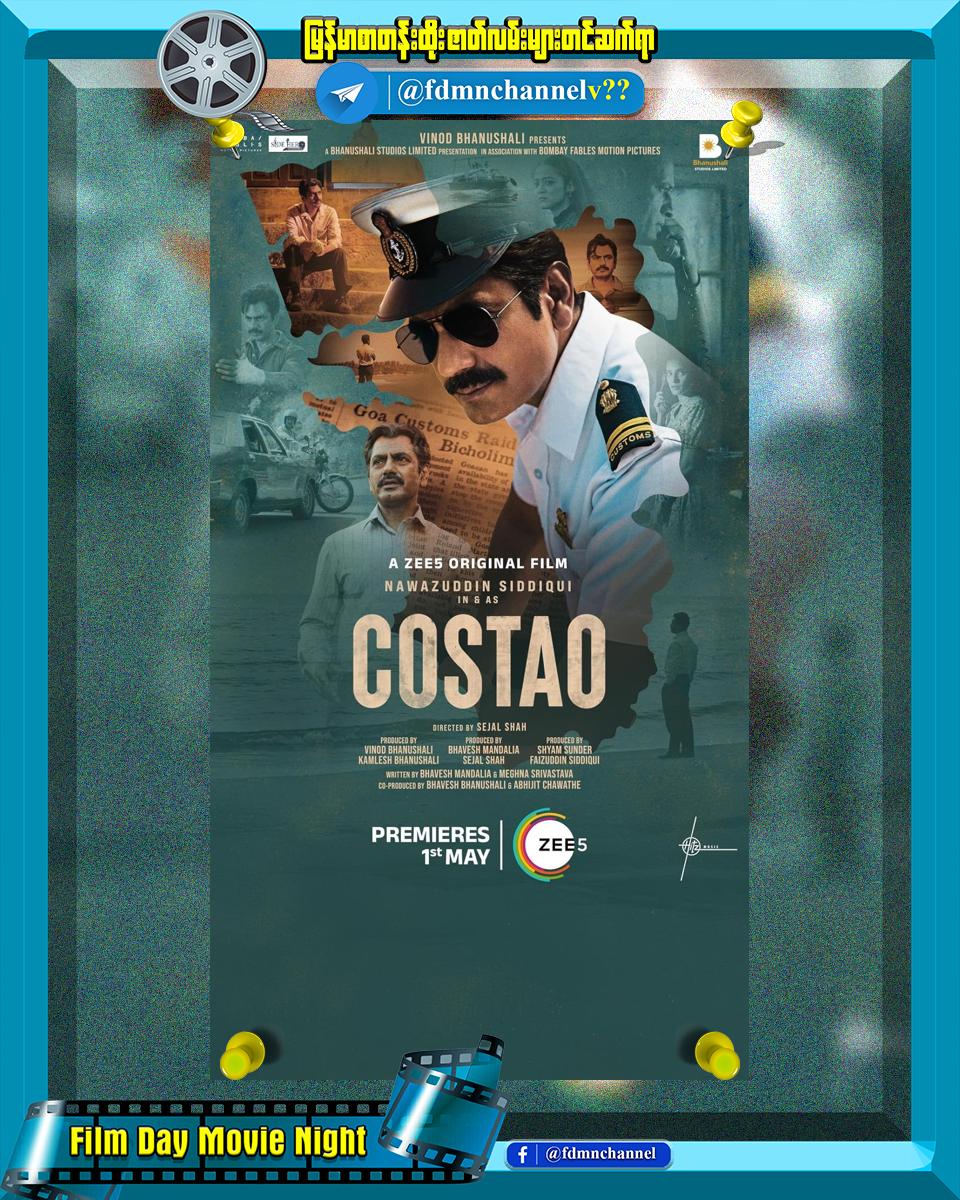 မြန်မာစာတန်းထိုးဇာတ်လမ်းများတင်ဆက်ရာ
@fdmnchannelv??
VINOD BHANUSHALI PRESENTS
A BHANUSHALI STUDIOS LIMITED PRESENTATION IN ASSOCIATION WITH BOMBAY FABLES MOTION PICTURES
Bhanushali
STUDIOS LIMITED
Goa Customs Raid
Bicholim
CUSTOMS
A ZEE5 ORIGINAL FILM
NAWAZUDDIN SIDDIQUI
IN & AS
COSTAO
DIRECTED BY SEJAL SHAH
PRODUCED BY PRODUCED BY PRODUCED BY
VINOD BHANUSHALI BHAVESH MANDALIA SHYAM SUNDER
KAMLESH BHANUSHALI SEJAL SHAH FAIZUDDIN SIDDIQUI
WRITTEN BY BHAVESH MANDALIA & MEGHNA SRIVASTAVA
CO-PRODUCED BY BHAVESH BHANUSHALI & ABHIJIT CHAWATHE
PREMIERES
1st MAY
ZEE5
Hitz MUSIC
Film Day Movie Night
@fdmnchannel